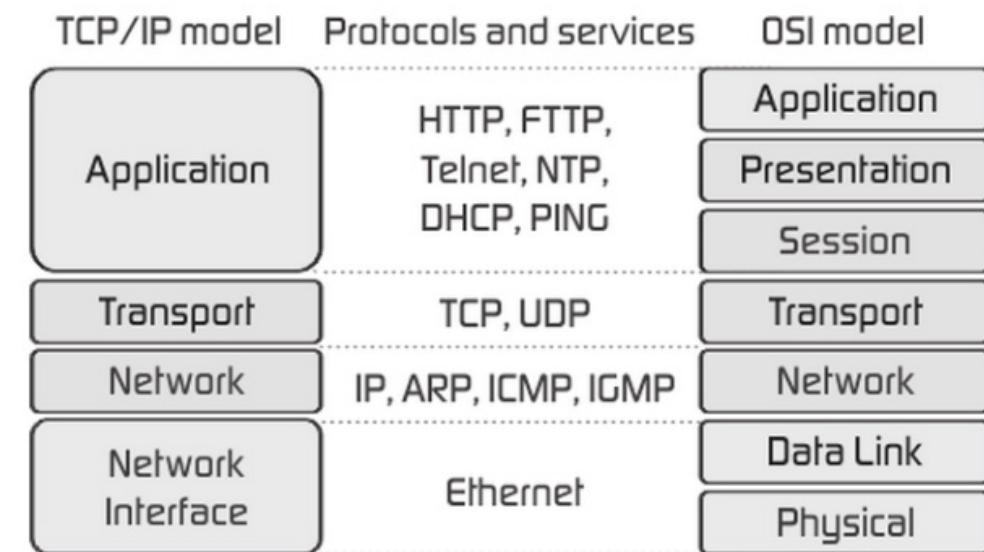 TCP/IP model Protocols and services OSI model
Application
HTTP, FTTP,
Telnet, NTP,
DHCP, PING
Application
Presentation
Session
Transport
TCP, UDP
Transport
Network
IP, ARP, ICMP, IGMP
Network
Network
Interface
Ethernet
Data Link
Physical